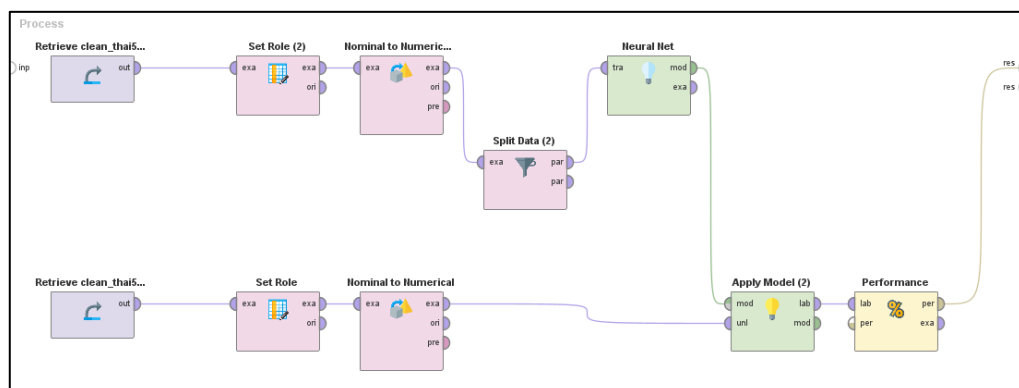 Process
Retrieve clean_thai5...
Set Role (2)
Nominal to Numeric...
Neural Net
inp
out
exa
exa
ori
exa
exa
ori
pre
tra
mod
exa
res
res
Split Data (2)
exa
par
par
Retrieve clean_thai5...
Set Role
Nominal to Numerical
Apply Model (2)
Performance
out
exa
exa
ori
exa
exa
ori
pre
mod
lab
unl
mod
lab
per
per
exa